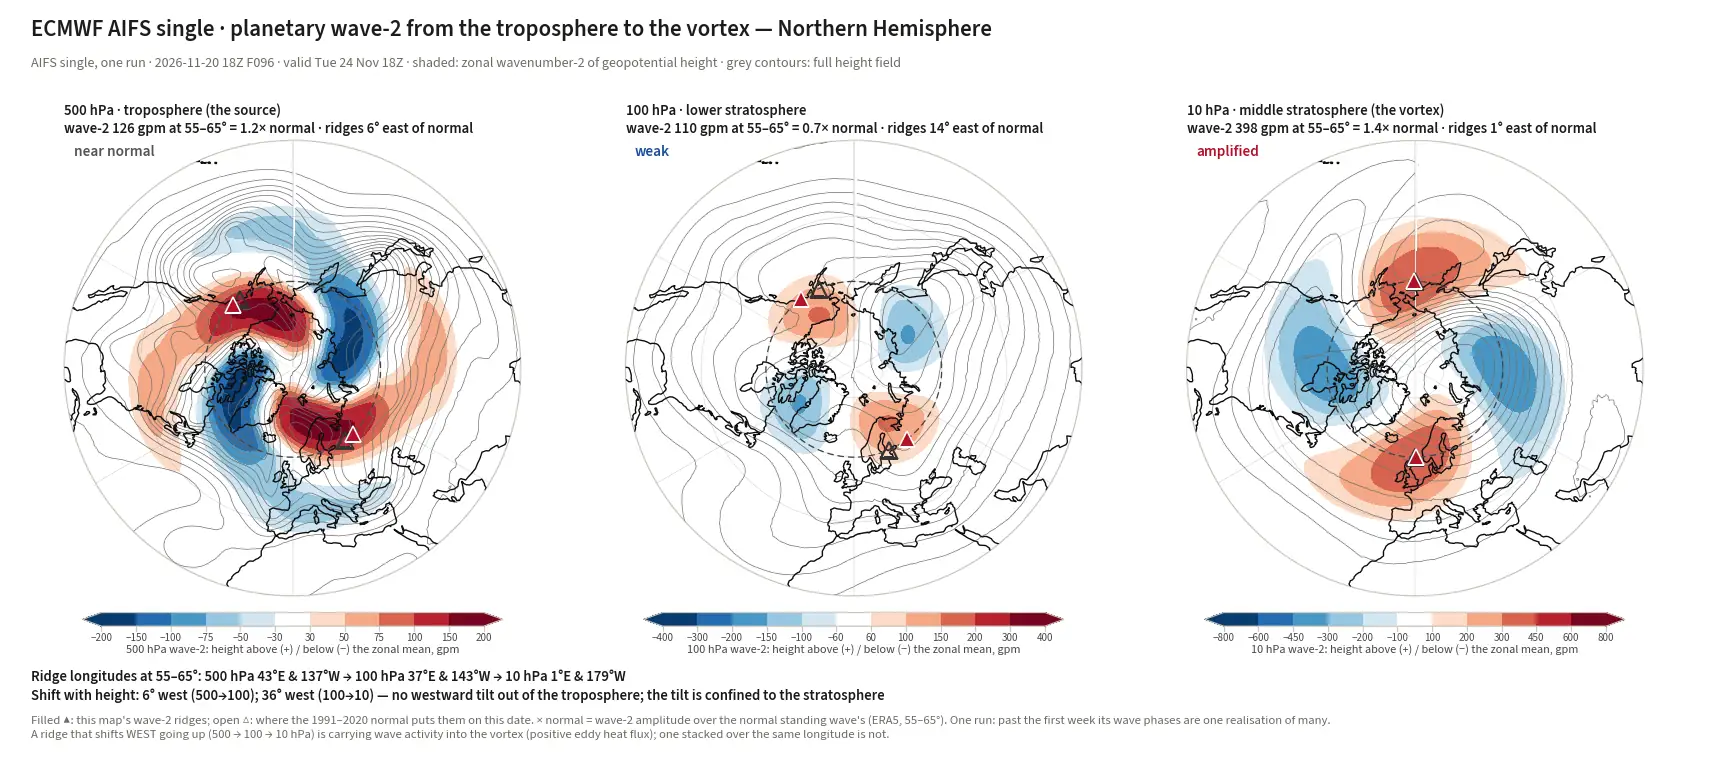 ECMWF AIFS single · planetary wave-2 from the troposphere to the vortex — Northern Hemisphere
AIFS single, one run · 2026-11-20 18Z F096 · valid Tue 24 Nov 18Z · shaded: zonal wavenumber-2 of geopotential height · grey contours: full height field
500 hPa · troposphere (the source)
wave-2 126 gpm at 55–65° = 1.2× normal · ridges 6° east of normal
near normal
100 hPa · lower stratosphere
wave-2 110 gpm at 55–65° = 0.7× normal · ridges 14° east of normal
weak
10 hPa · middle stratosphere (the vortex)
wave-2 398 gpm at 55–65° = 1.4× normal · ridges 1° east of normal
amplified
−200 −150 −100 −75 −50 −30 30 50 75 100 150 200
500 hPa wave-2: height above (+) / below (−) the zonal mean, gpm
−400 −300 −200 −150 −100 −60 60 100 150 200 300 400
100 hPa wave-2: height above (+) / below (−) the zonal mean, gpm
−800 −600 −450 −300 −200 −100 100 200 300 450 600 800
10 hPa wave-2: height above (+) / below (−) the zonal mean, gpm
Ridge longitudes at 55–65°: 500 hPa 43°E & 137°W → 100 hPa 37°E & 143°W → 10 hPa 1°E & 179°W
Shift with height: 6° west (500→100); 36° west (100→10) — no westward tilt out of the troposphere; the tilt is confined to the stratosphere
Filled ▲: this map's wave-2 ridges; open △: where the 1991–2020 normal puts them on this date. × normal = wave-2 amplitude over the normal standing wave's (ERA5, 55–65°). One run: past the first week its wave phases are one realisation of many.
A ridge that shifts WEST going up (500 → 100 → 10 hPa) is carrying wave activity into the vortex (positive eddy heat flux); one stacked over the same longitude is not.